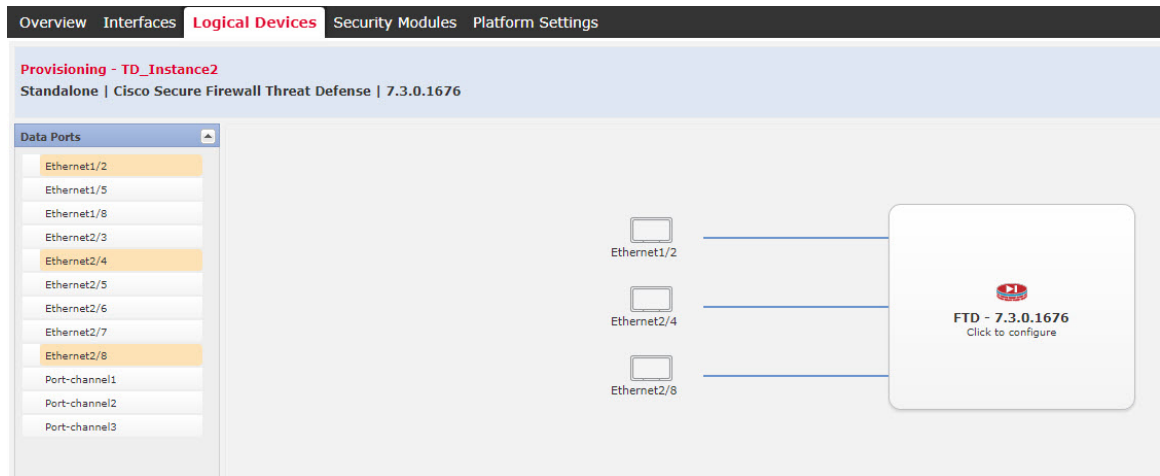 Overview Interfaces Logical Devices Security Modules Platform Settings
Provisioning - TD_Instance2
Standalone | Cisco Secure Firewall Threat Defense | 7.3.0.1676
Data Ports
Ethernet1/2
Ethernet1/5
Ethernet1/8
Ethernet2/3
Ethernet2/4
Ethernet2/5
Ethernet2/6
Ethernet2/7
Ethernet2/8
Port-channel1
Port-channel2
Port-channel3
Ethernet1/2
Ethernet2/4
Ethernet2/8
FTD - 7.3.0.1676
Click to configure